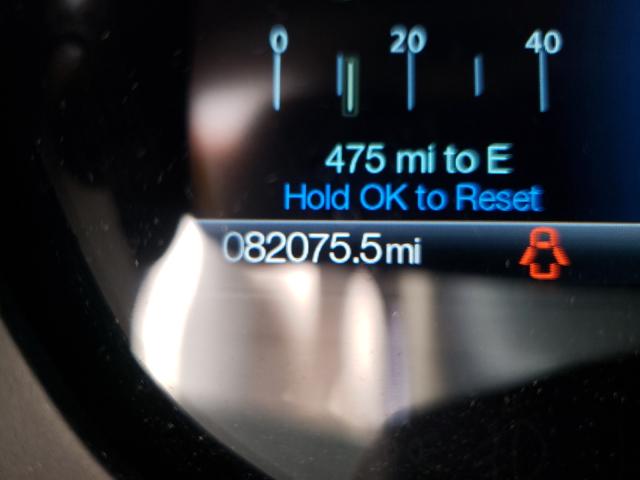 0 20 40
475 mi to E
Hold OK to Reset
082075.5mi